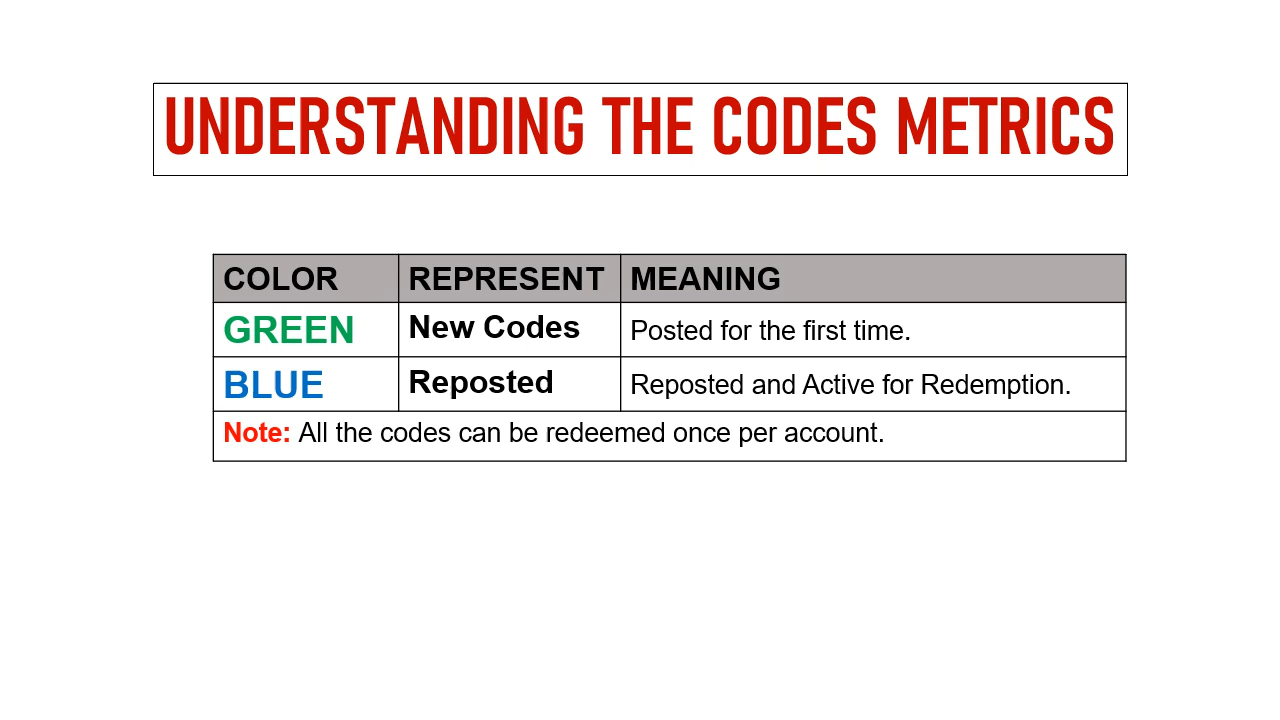 UNDERSTANDING THE CODES METRICS
COLOR REPRESENT MEANING
GREEN New Codes Posted for the first time.
BLUE Reposted Reposted and Active for Redemption.
Note: All the codes can be redeemed once per account.